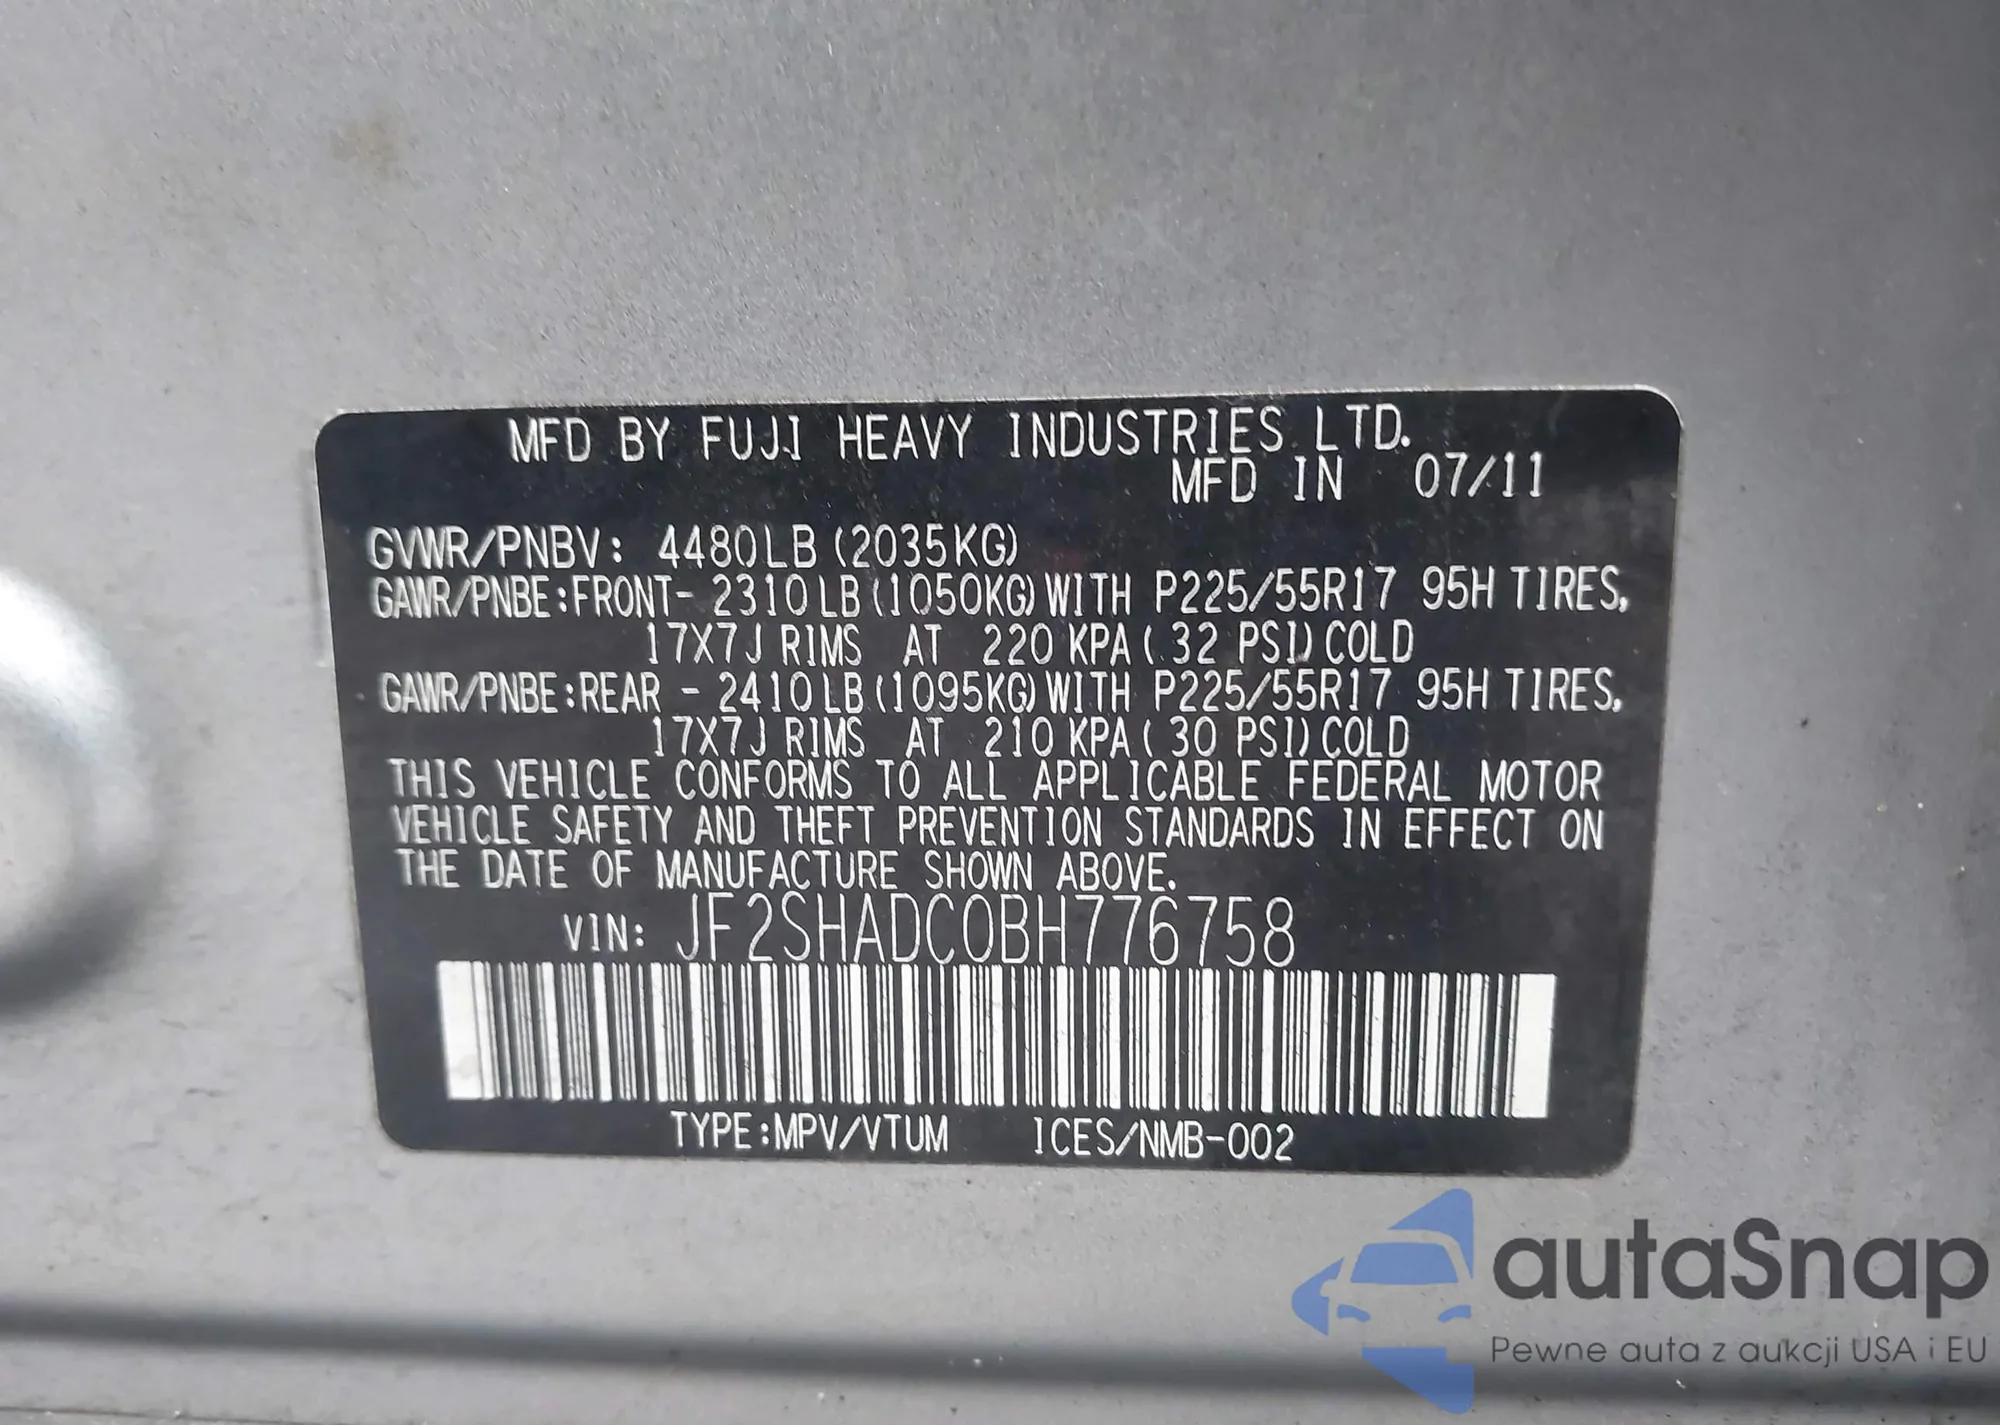 MFD BY FUJI HEAVY INDUSTRIES LTD.
MFD IN 07/11
GVWR/PNBV: 4480LB (2035KG)
GAWR/PNBE:FRONT- 2310LB (1050KG) WITH P225/55R17 95H TIRES,
17X7J RIMS AT 220 KPA ( 32 PSI) COLD
GAWR/PNBE:REAR - 2410LB (1095KG) WITH P225/55R17 95H TIRES,
17X7J RIMS AT 210 KPA ( 30 PSI) COLD
THIS VEHICLE CONFORMS TO ALL APPLICABLE FEDERAL MOTOR
VEHICLE SAFETY AND THEFT PREVENTION STANDARDS IN EFFECT ON
THE DATE OF MANUFACTURE SHOWN ABOVE.
VIN: JF2SHADC0BH776758
TYPE:MPV/VTUM ICES/NMB-002
autaSnap
Pewne auta z aukcji USA i EU